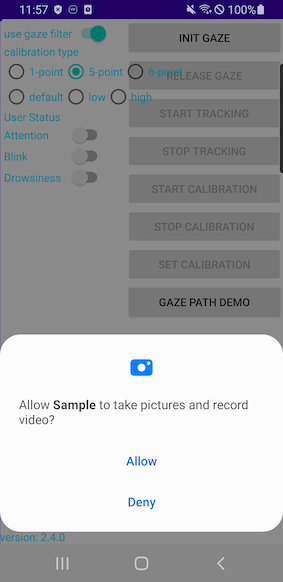 11:57 100%
use gaze filter
INIT GAZE
calibration type
1-point 5-point 6-point
RELEASE GAZE
default low high
START TRACKING
User Status
Attention
STOP TRACKING
Blink
Drowsiness
START CALIBRATION
STOP CALIBRATION
SET CALIBRATION
GAZE PATH DEMO
Allow Sample to take pictures and record
video?
Allow
Deny
version: 2.4.0